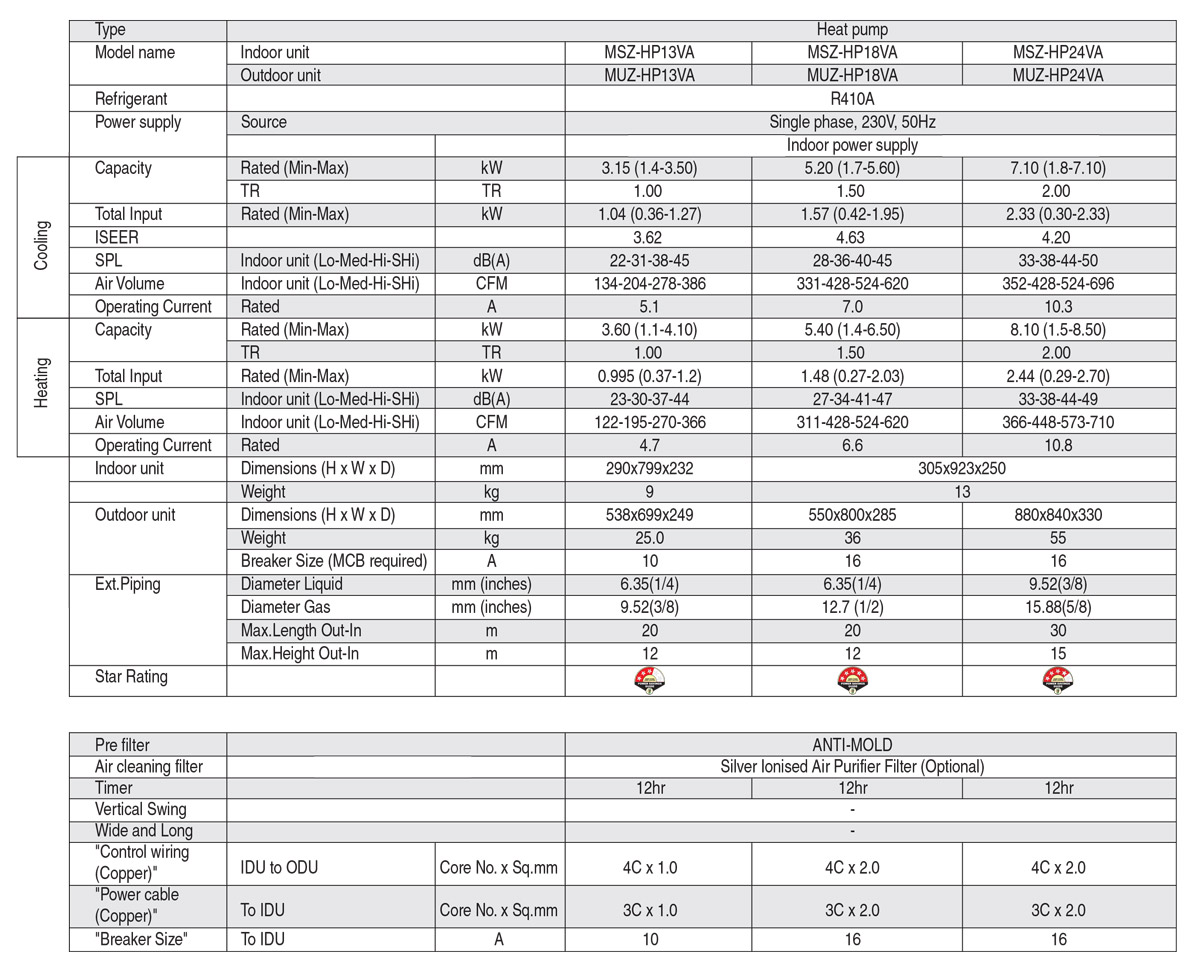 Type Heat pump
Model name Indoor unit MSZ-HP13VA MSZ-HP18VA MSZ-HP24VA
Outdoor unit MUZ-HP13VA MUZ-HP18VA MUZ-HP24VA
Refrigerant R410A
Power supply Source Single phase, 230V, 50Hz
Indoor power supply
Cooling
Capacity Rated (Min-Max) kW 3.15 (1.4-3.50) 5.20 (1.7-5.60) 7.10 (1.8-7.10)
TR TR 1.00 1.50 2.00
Total Input Rated (Min-Max) kW 1.04 (0.36-1.27) 1.57 (0.42-1.95) 2.33 (0.30-2.33)
ISEER 3.62 4.63 4.20
SPL Indoor unit (Lo-Med-Hi-SHi) dB(A) 22-31-38-45 28-36-40-45 33-38-44-50
Air Volume Indoor unit (Lo-Med-Hi-SHi) CFM 134-204-278-386 331-428-524-620 352-428-524-696
Operating Current Rated A 5.1 7.0 10.3
Heating
Capacity Rated (Min-Max) kW 3.60 (1.1-4.10) 5.40 (1.4-6.50) 8.10 (1.5-8.50)
TR TR 1.00 1.50 2.00
Total Input Rated (Min-Max) kW 0.995 (0.37-1.2) 1.48 (0.27-2.03) 2.44 (0.29-2.70)
SPL Indoor unit (Lo-Med-Hi-SHi) dB(A) 23-30-37-44 27-34-41-47 33-38-44-49
Air Volume Indoor unit (Lo-Med-Hi-SHi) CFM 122-195-270-366 311-428-524-620 366-448-573-710
Operating Current Rated A 4.7 6.6 10.8
Indoor unit Dimensions (H x W x D) mm 290x799x232 305x923x250
Weight kg 9 13
Outdoor unit Dimensions (H x W x D) mm 538x699x249 550x800x285 880x840x330
Weight kg 25.0 36 55
Breaker Size (MCB required) A 10 16 16
Ext.Piping Diameter Liquid mm (inches) 6.35(1/4) 6.35(1/4) 9.52(3/8)
Diameter Gas mm (inches) 9.52(3/8) 12.7 (1/2) 15.88(5/8)
Max.Length Out-In m 20 20 30
Max.Height Out-In m 12 12 15
Star Rating
Pre filter ANTI-MOLD
Air cleaning filter Silver Ionised Air Purifier Filter (Optional)
Timer 12hr 12hr 12hr
Vertical Swing -
Wide and Long -
"Control wiring
(Copper)" IDU to ODU Core No. x Sq.mm 4C x 1.0 4C x 2.0 4C x 2.0
"Power cable
(Copper)" To IDU Core No. x Sq.mm 3C x 1.0 3C x 2.0 3C x 2.0
"Breaker Size" To IDU A 10 16 16